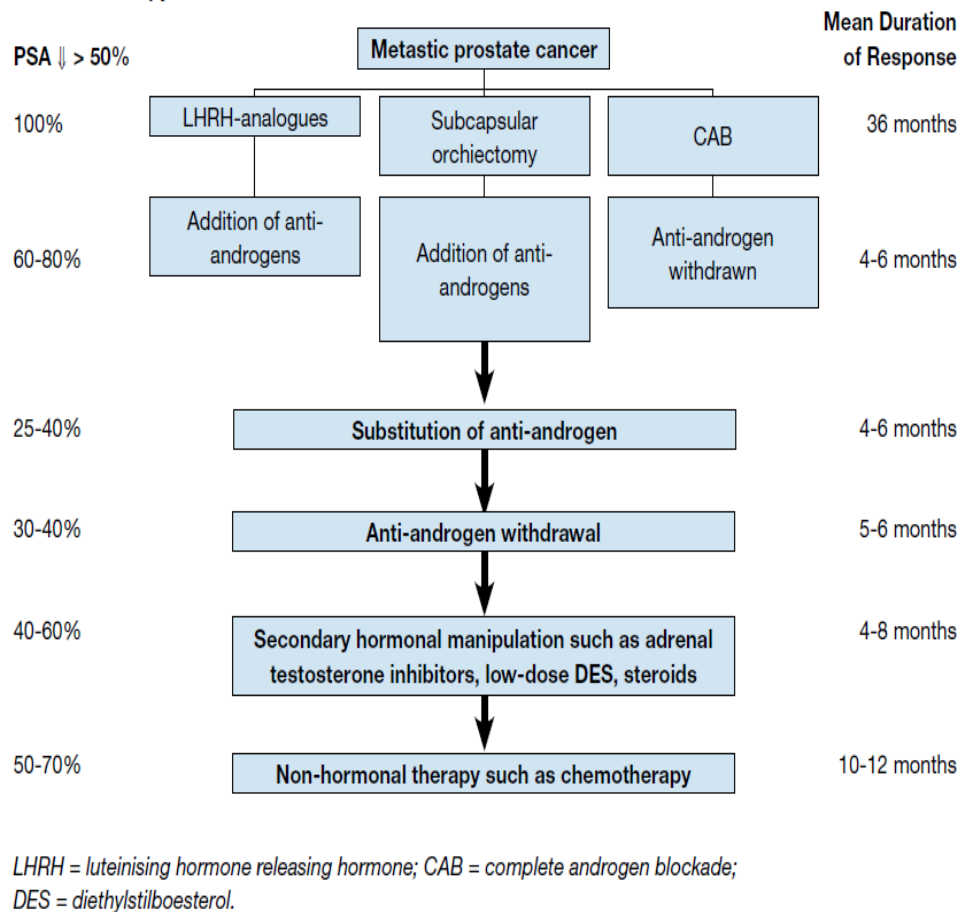 Mean Duration
of Response
PSA ⇓ > 50%
Metastic prostate cancer
100%
LHRH-analogues
Subcapsular
orchiectomy
CAB
36 months
60-80%
Addition of anti-
androgens
Addition of anti-
androgens
Anti-androgen
withdrawn
4-6 months
25-40%
Substitution of anti-androgen
4-6 months
30-40%
Anti-androgen withdrawal
5-6 months
40-60%
Secondary hormonal manipulation such as adrenal
testosterone inhibitors, low-dose DES, steroids
4-8 months
50-70%
Non-hormonal therapy such as chemotherapy
10-12 months
LHRH = luteinising hormone releasing hormone; CAB = complete androgen blockade;
DES = diethylstilboesterol.